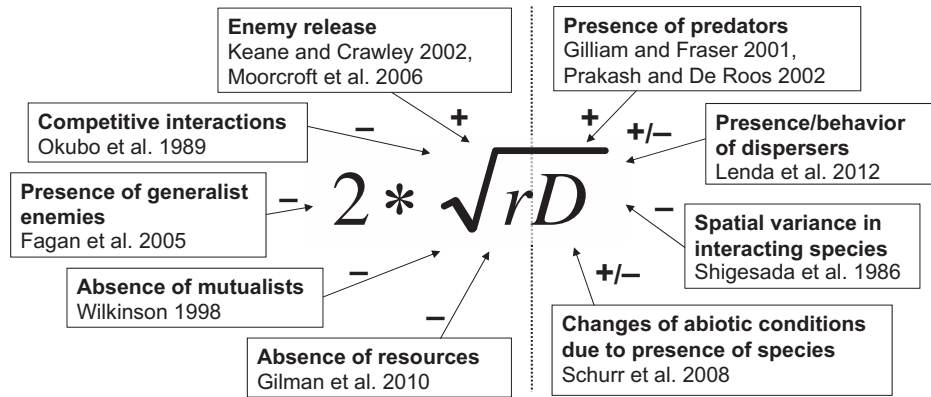 Enemy release
Keane and Crawley 2002,
Moorcroft et al. 2006
Presence of predators
Gilliam and Fraser 2001,
Prakash and De Roos 2002
Competitive interactions
Okubo et al. 1989
Presence/behavior
of dispersers
Lenda et al. 2012
Presence of generalist
enemies
Fagan et al. 2005
Spatial variance in
interacting species
Shigesada et al. 1986
Absence of mutualists
Wilkinson 1998
Absence of resources
Gilman et al. 2010
Changes of abiotic conditions
due to presence of species
Schurr et al. 2008
+
+
–
+/–
–
–
–
+/–
–
2 * √rD